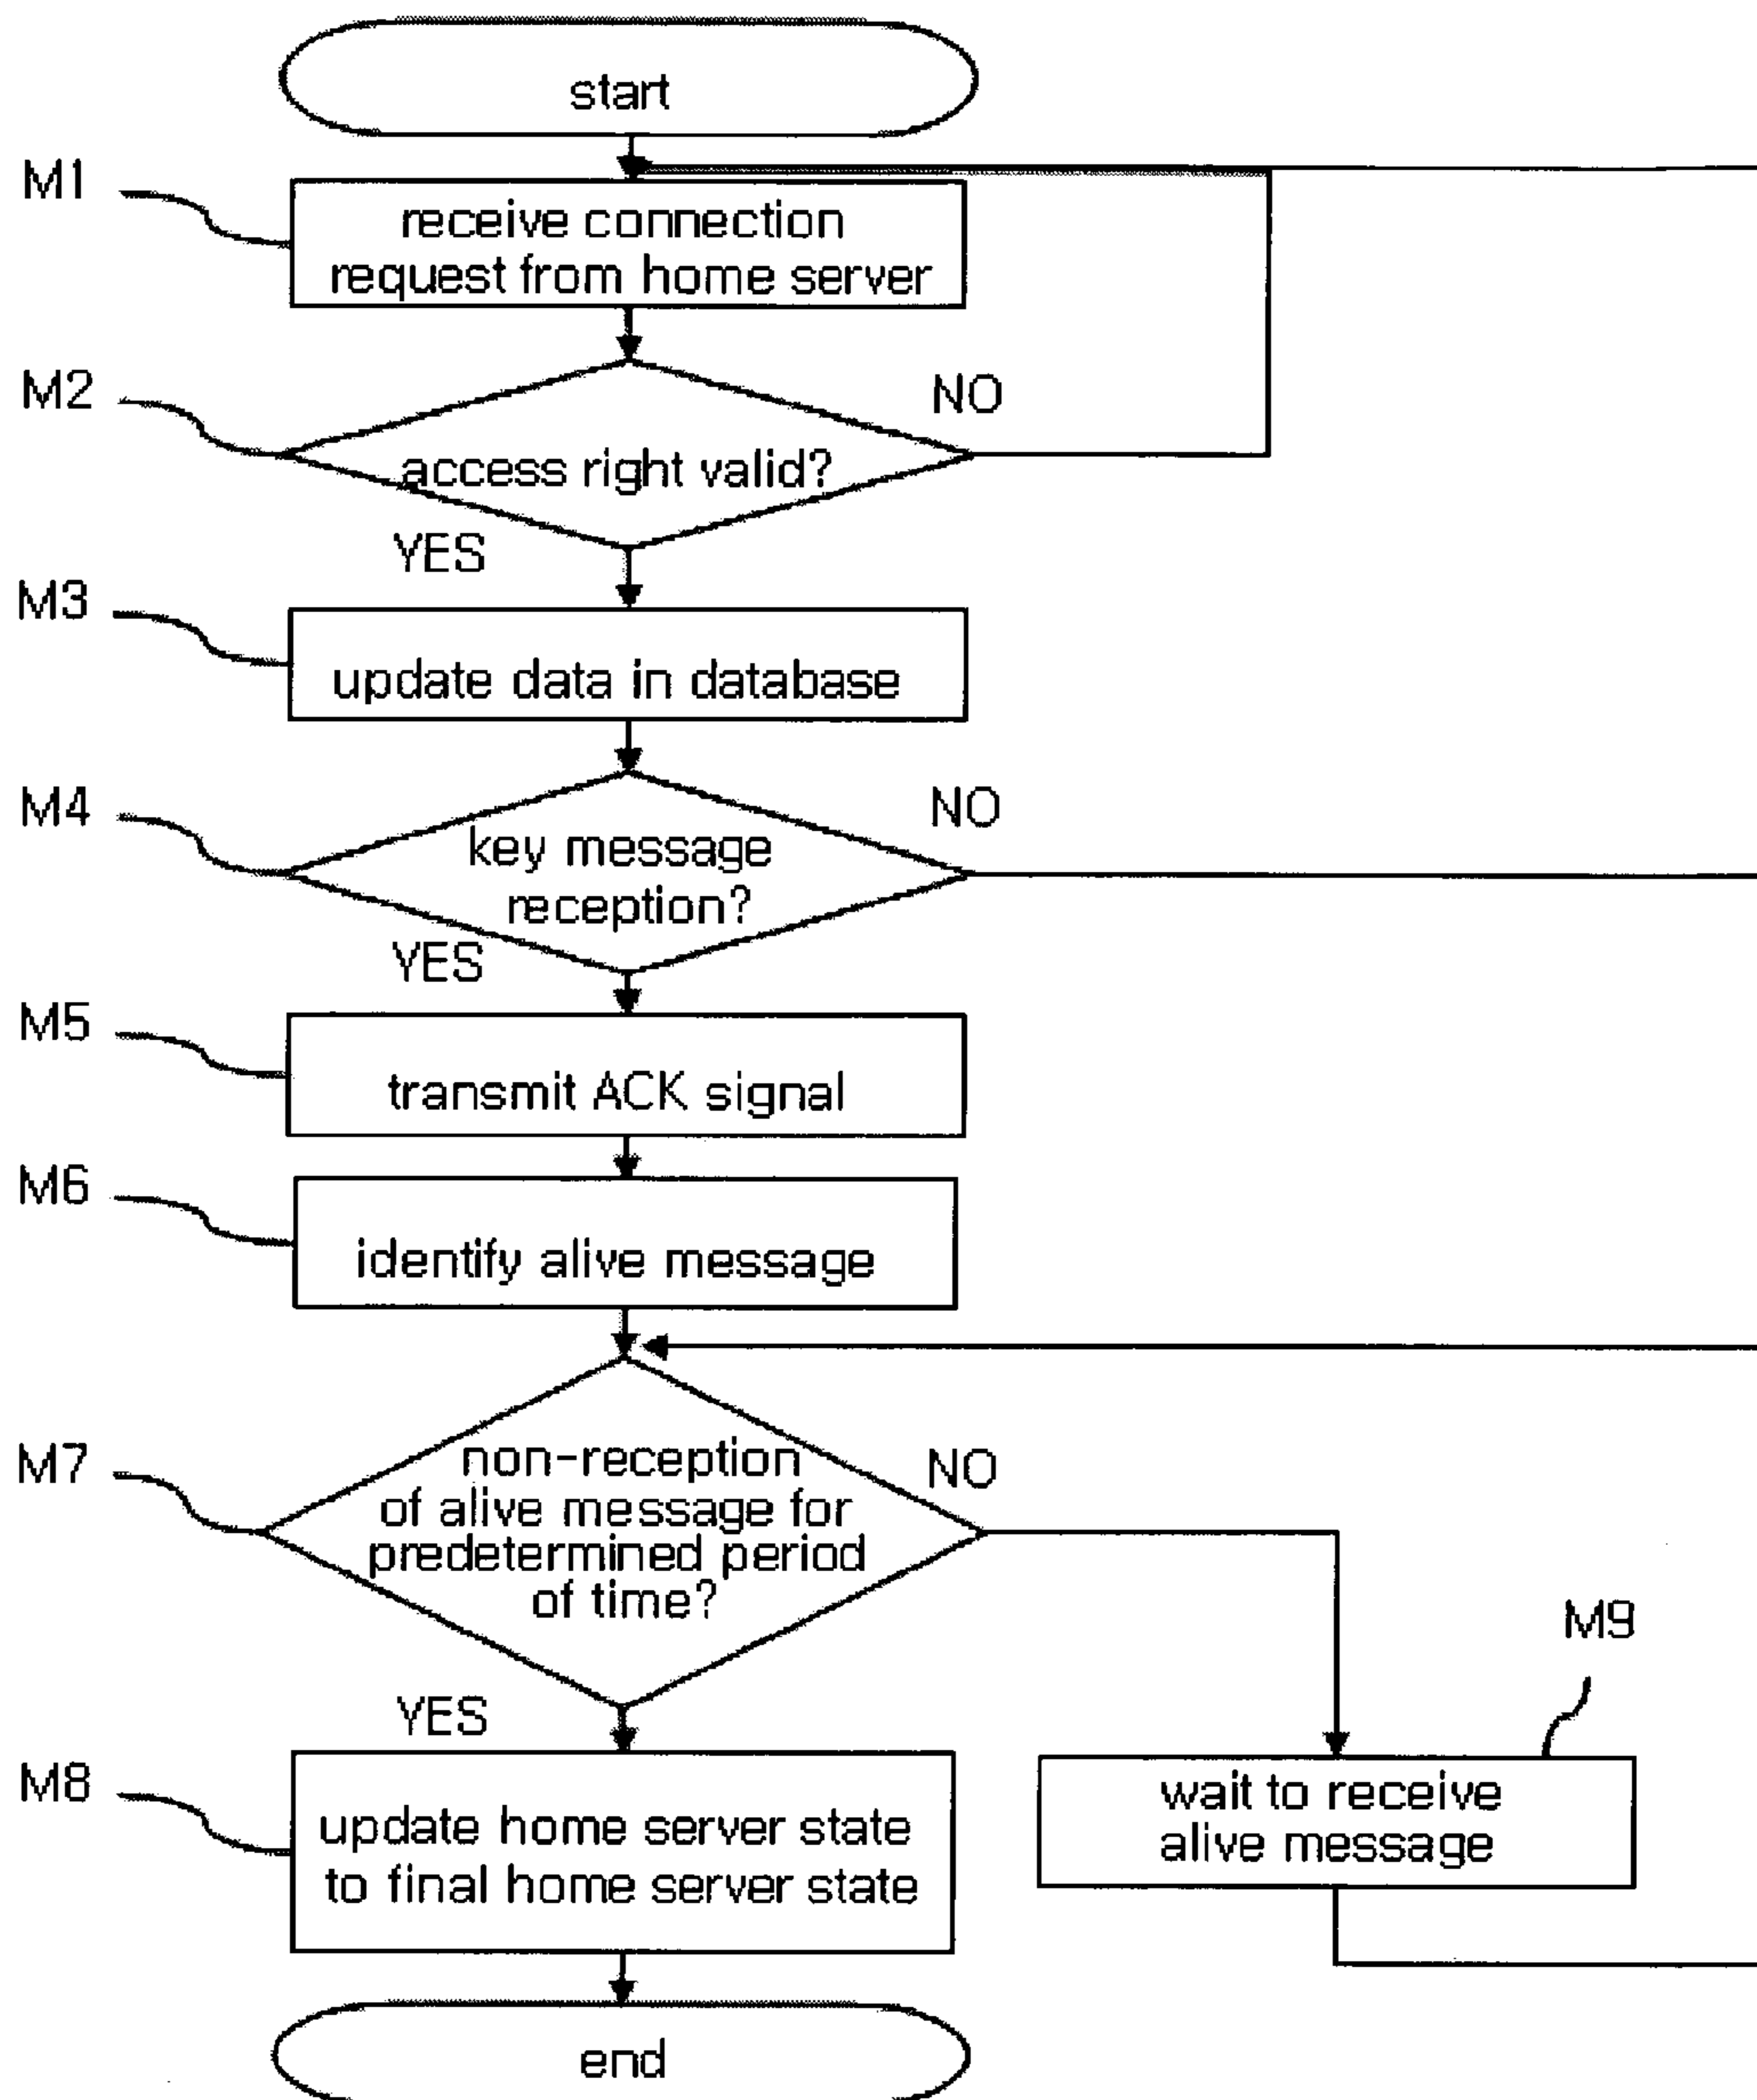 start
M1
receive connection
request from home server
M2
NO
access right valid?
YES
M3
update data in database
M4
NO
key message
reception?
YES
M5
transmit ACK signal
M6
identify alive message
M7
non-reception
of alive message for
predetermined period
of time?
NO
YES
M8
update home server state
to final home server state
M9
wait to receive
alive message
end